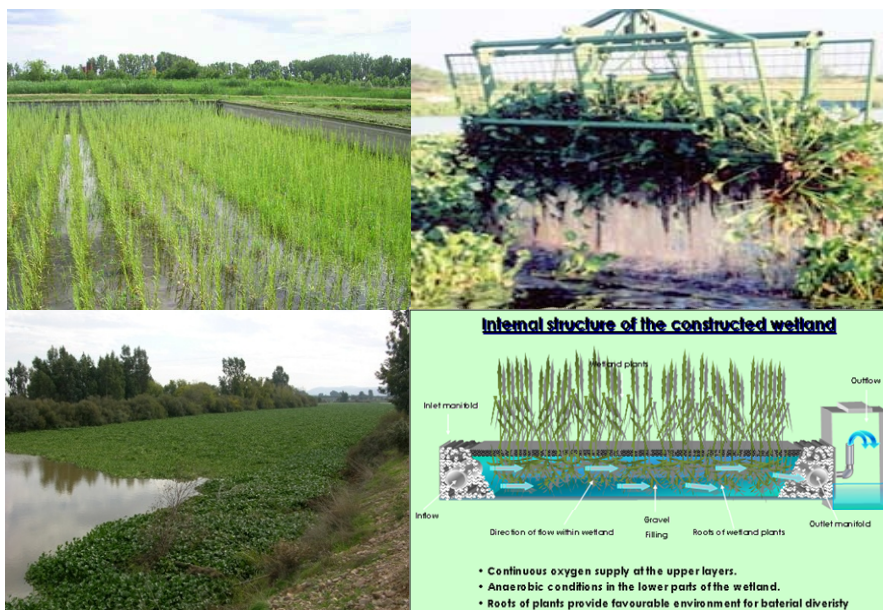 Internal structure of the constructed wetland
Wetland plants
Outflow
Inlet manifold
Inflow
Direction of flow within wetland
Gravel
Filling
Roots of wetland plants
Outlet manifold
• Continuous oxygen supply at the upper layers.
• Anaerobic conditions in the lower parts of the wetland.
• Roots of plants provide favourable environment for baterial diveristy